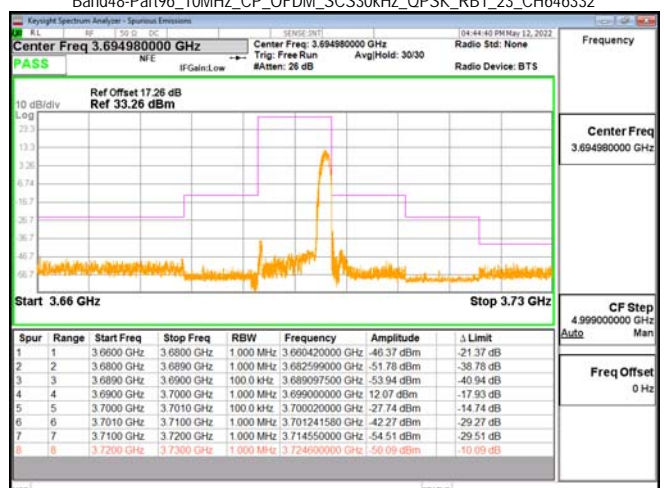 Band48-Part96_10MHz_CP_OFDM_SCS30kHz_QPSK_RB1_23_CH646332
Keysight Spectrum Analyzer - Spurious Emissions
RL RF 50 Ω DC SENSE:INT 04:44:40 PM May 12, 2022
Center Freq 3.694980000 GHz
Center Freq: 3.694980000 GHz
Radio Std: None
Frequency
PASS
NFE
Trig: Free Run
Avg|Hold: 30/30
IFGain:Low
#Atten: 26 dB
Radio Device: BTS
Ref Offset 17.26 dB
10 dB/div
Ref 33.26 dBm
Log
23.3
13.3
3.26
-6.74
-16.7
-26.7
-36.7
-46.7
-56.7
Center Freq
3.694980000 GHz
Start 3.66 GHz
Stop 3.73 GHz
CF Step
4.999000000 GHz
Auto Man
Freq Offset
0 Hz
Spur Range Start Freq Stop Freq RBW Frequency Amplitude Δ Limit
1 1 3.6600 GHz 3.6800 GHz 1.000 MHz 3.660420000 GHz -46.37 dBm -21.37 dB
2 2 3.6800 GHz 3.6890 GHz 1.000 MHz 3.682599000 GHz -51.78 dBm -38.78 dB
3 3 3.6890 GHz 3.6900 GHz 100.0 kHz 3.689097500 GHz -53.94 dBm -40.94 dB
4 4 3.6900 GHz 3.7000 GHz 1.000 MHz 3.699000000 GHz 12.07 dBm -17.93 dB
5 5 3.7000 GHz 3.7010 GHz 100.0 kHz 3.700020000 GHz -27.74 dBm -14.74 dB
6 6 3.7010 GHz 3.7100 GHz 1.000 MHz 3.701241580 GHz -42.27 dBm -29.27 dB
7 7 3.7100 GHz 3.7200 GHz 1.000 MHz 3.714550000 GHz -54.51 dBm -29.51 dB
8 8 3.7200 GHz 3.7300 GHz 1.000 MHz 3.724600000 GHz -50.09 dBm -10.09 dB